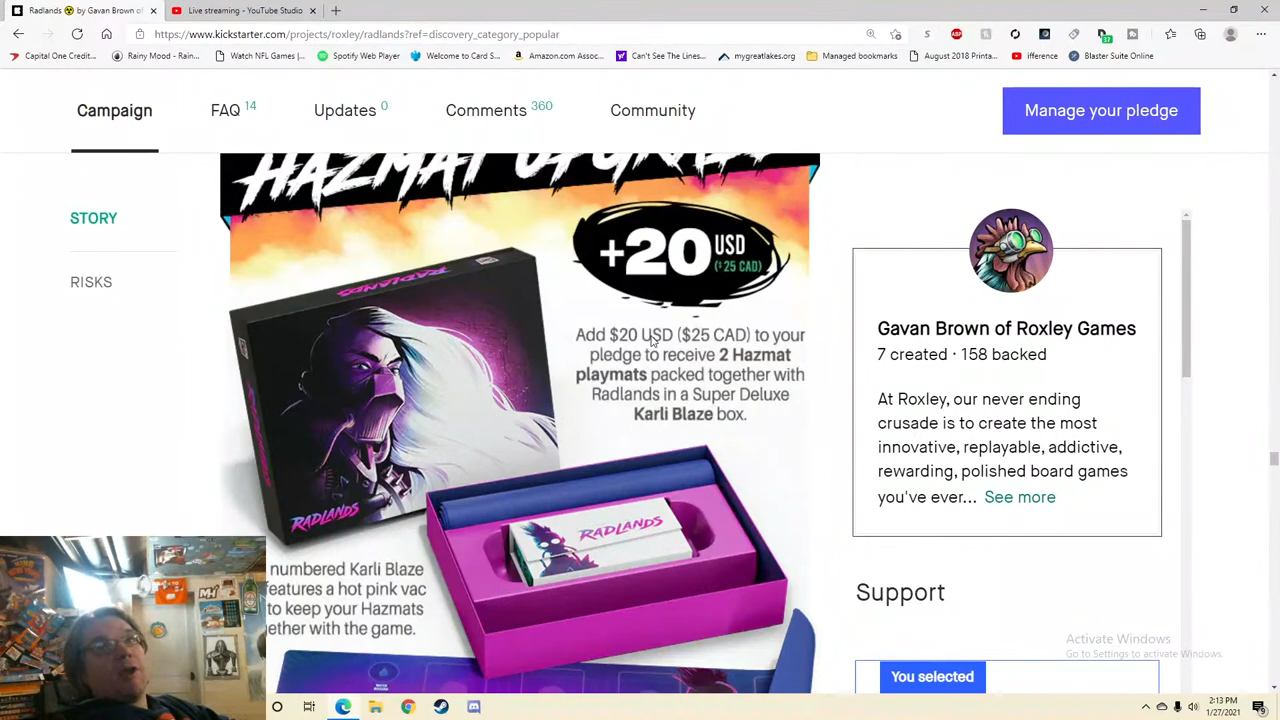 Radlands ☢ by Gavan Brown of
Live streaming - YouTube Studio
https://www.kickstarter.com/projects/roxley/radlands?ref=discovery_category_popular
Capital One Credit...
Rainy Mood - Rain...
Watch NFL Games |...
Spotify Web Player
Welcome to Card S...
Amazon.com Assoc...
Can't See The Lines...
mygreatlakes.org
Managed bookmarks
August 2018 Printa...
ifference
Blaster Suite Online
Campaign
FAQ 14
Updates 0
Comments 360
Community
Manage your pledge
STORY
RISKS
HAZMAT UPGRADE
+20 USD
($25 CAD)
RADLANDS
Add $20 USD ($25 CAD) to your
pledge to receive 2 Hazmat
playmats packed together with
Radlands in a Super Deluxe
Karli Blaze box.
RADLANDS
RADLANDS
RADLANDS
numbered Karli Blaze
features a hot pink vac
to keep your Hazmats
ether with the game.
Gavan Brown of Roxley Games
7 created · 158 backed
At Roxley, our never ending
crusade is to create the most
innovative, replayable, addictive,
rewarding, polished board games
you've ever... See more
Support
You selected
Activate Windows
Go to Settings to activate Windows.
2:13 PM
1/27/2021